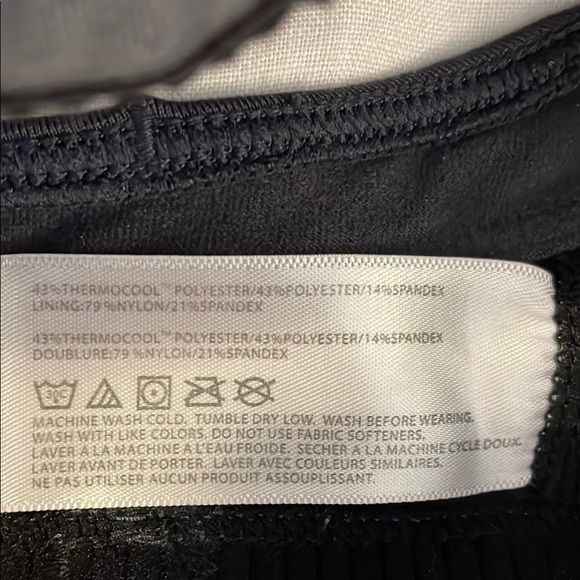 43%THERMOCOOL™ POLYESTER/43%POLYESTER/14%SPANDEX
LINING:79%NYLON/21%SPANDEX
43%THERMOCOOL™ POLYESTER/43%POLYESTER/14%SPANDEX
DOUBLURE:79%NYLON/21%SPANDEX
30C
MACHINE WASH COLD. TUMBLE DRY LOW. WASH BEFORE WEARING.
WASH WITH LIKE COLORS. DO NOT USE FABRIC SOFTENERS.
LAVER A LA MACHINE A L'EAU FROIDE. SECHER A LA MACHINE CYCLE DOUX.
LAVER AVANT DE PORTER. LAVER AVEC COULEURS SIMILAIRES.
NE PAS UTILISER AUCUN PRODUIT ASSOUPLISSANT.